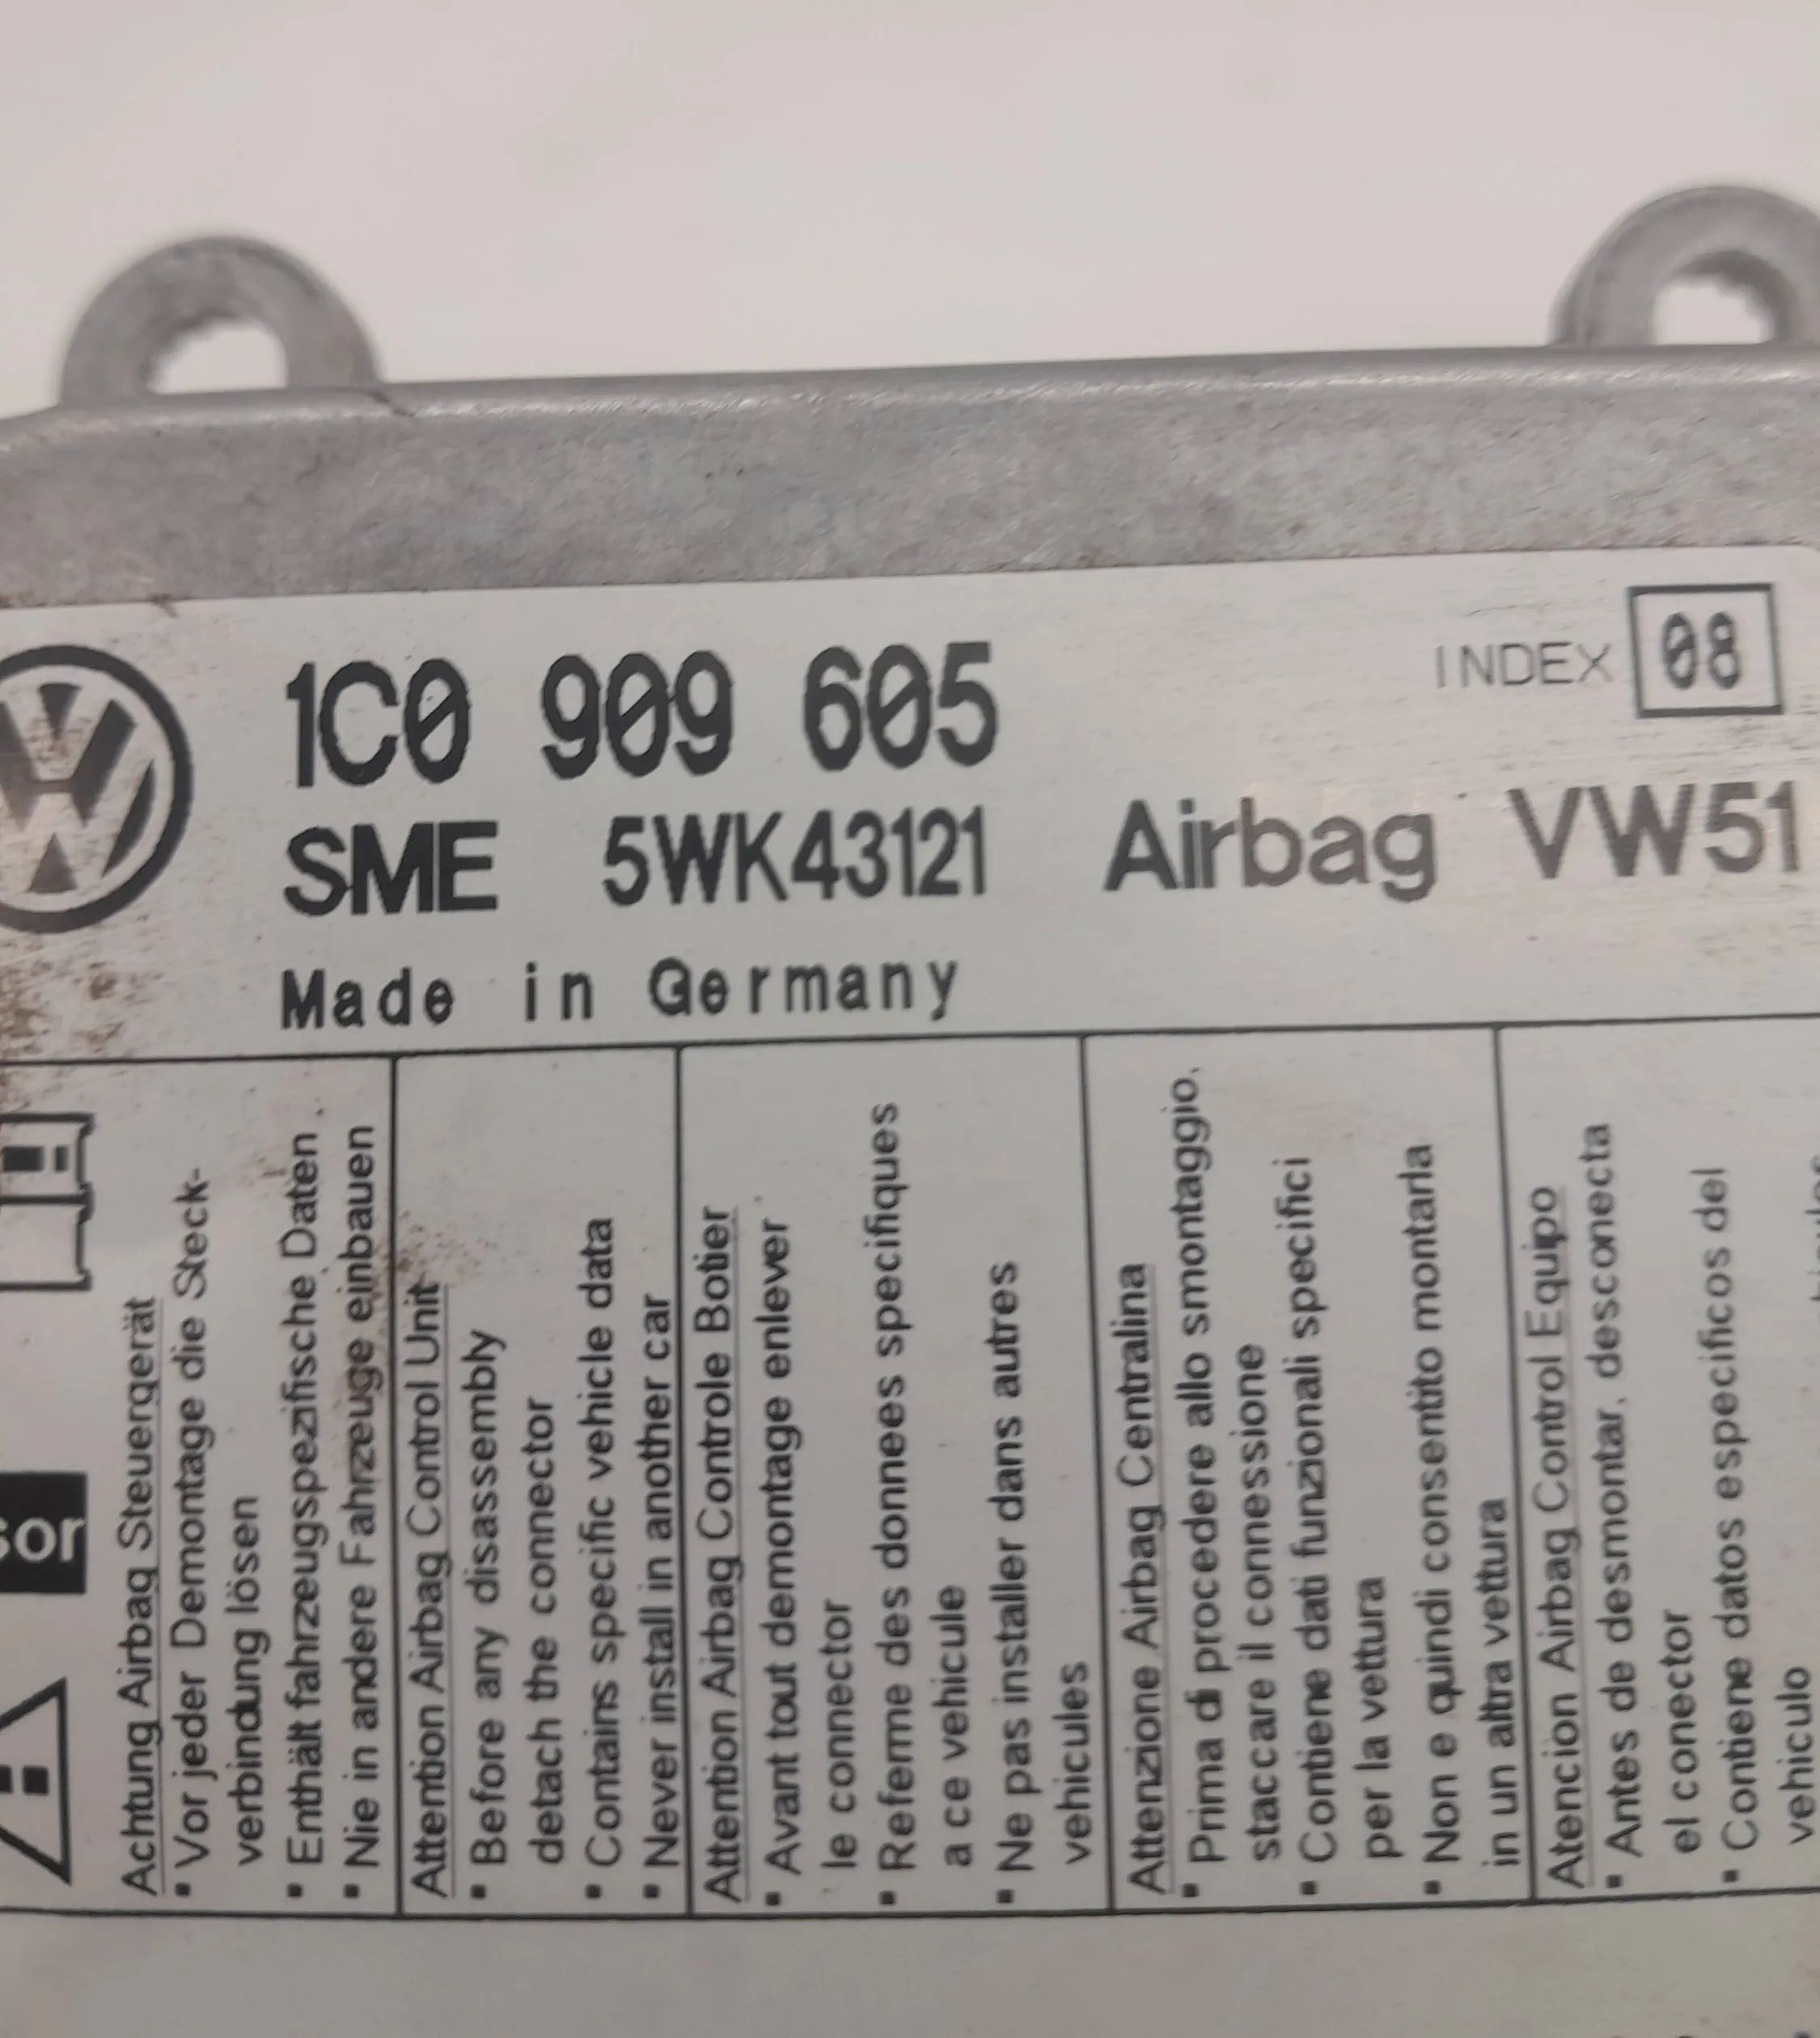 1C0 909 605
INDEX 08
SME 5WK43121 Airbag VW51
Made in Germany
Achtung Airbag Steuergerät
▪ Vor jeder Demontage die Steck-
verbindung lösen
▪ Enthält fahrzeugspezifische Daten
▪ Nie in andere Fahrzeuge einbauen
Attention Airbag Control Unit
▪ Before any disassembly
detach the connector
▪ Contains specific vehicle data
▪ Never install in another car
Attention Airbag Controle Botier
▪ Avant tout demontage enlever
le connector
▪ Referme des donnees specifiques
a ce vehicule
▪ Ne pas installer dans autres
vehicules
Attenzione Airbag Centralina
▪ Prima di procedere allo smontaggio.
staccare il connessione
▪ Contiene dati funzionali specifici
per la vettura
▪ Non e quindi consentito montarla
in un altra vettura
Atencion Airbag Control Equipo
▪ Antes de desmontar, desconecta
el conector
▪ Contiene datos especificos del
vehiculo